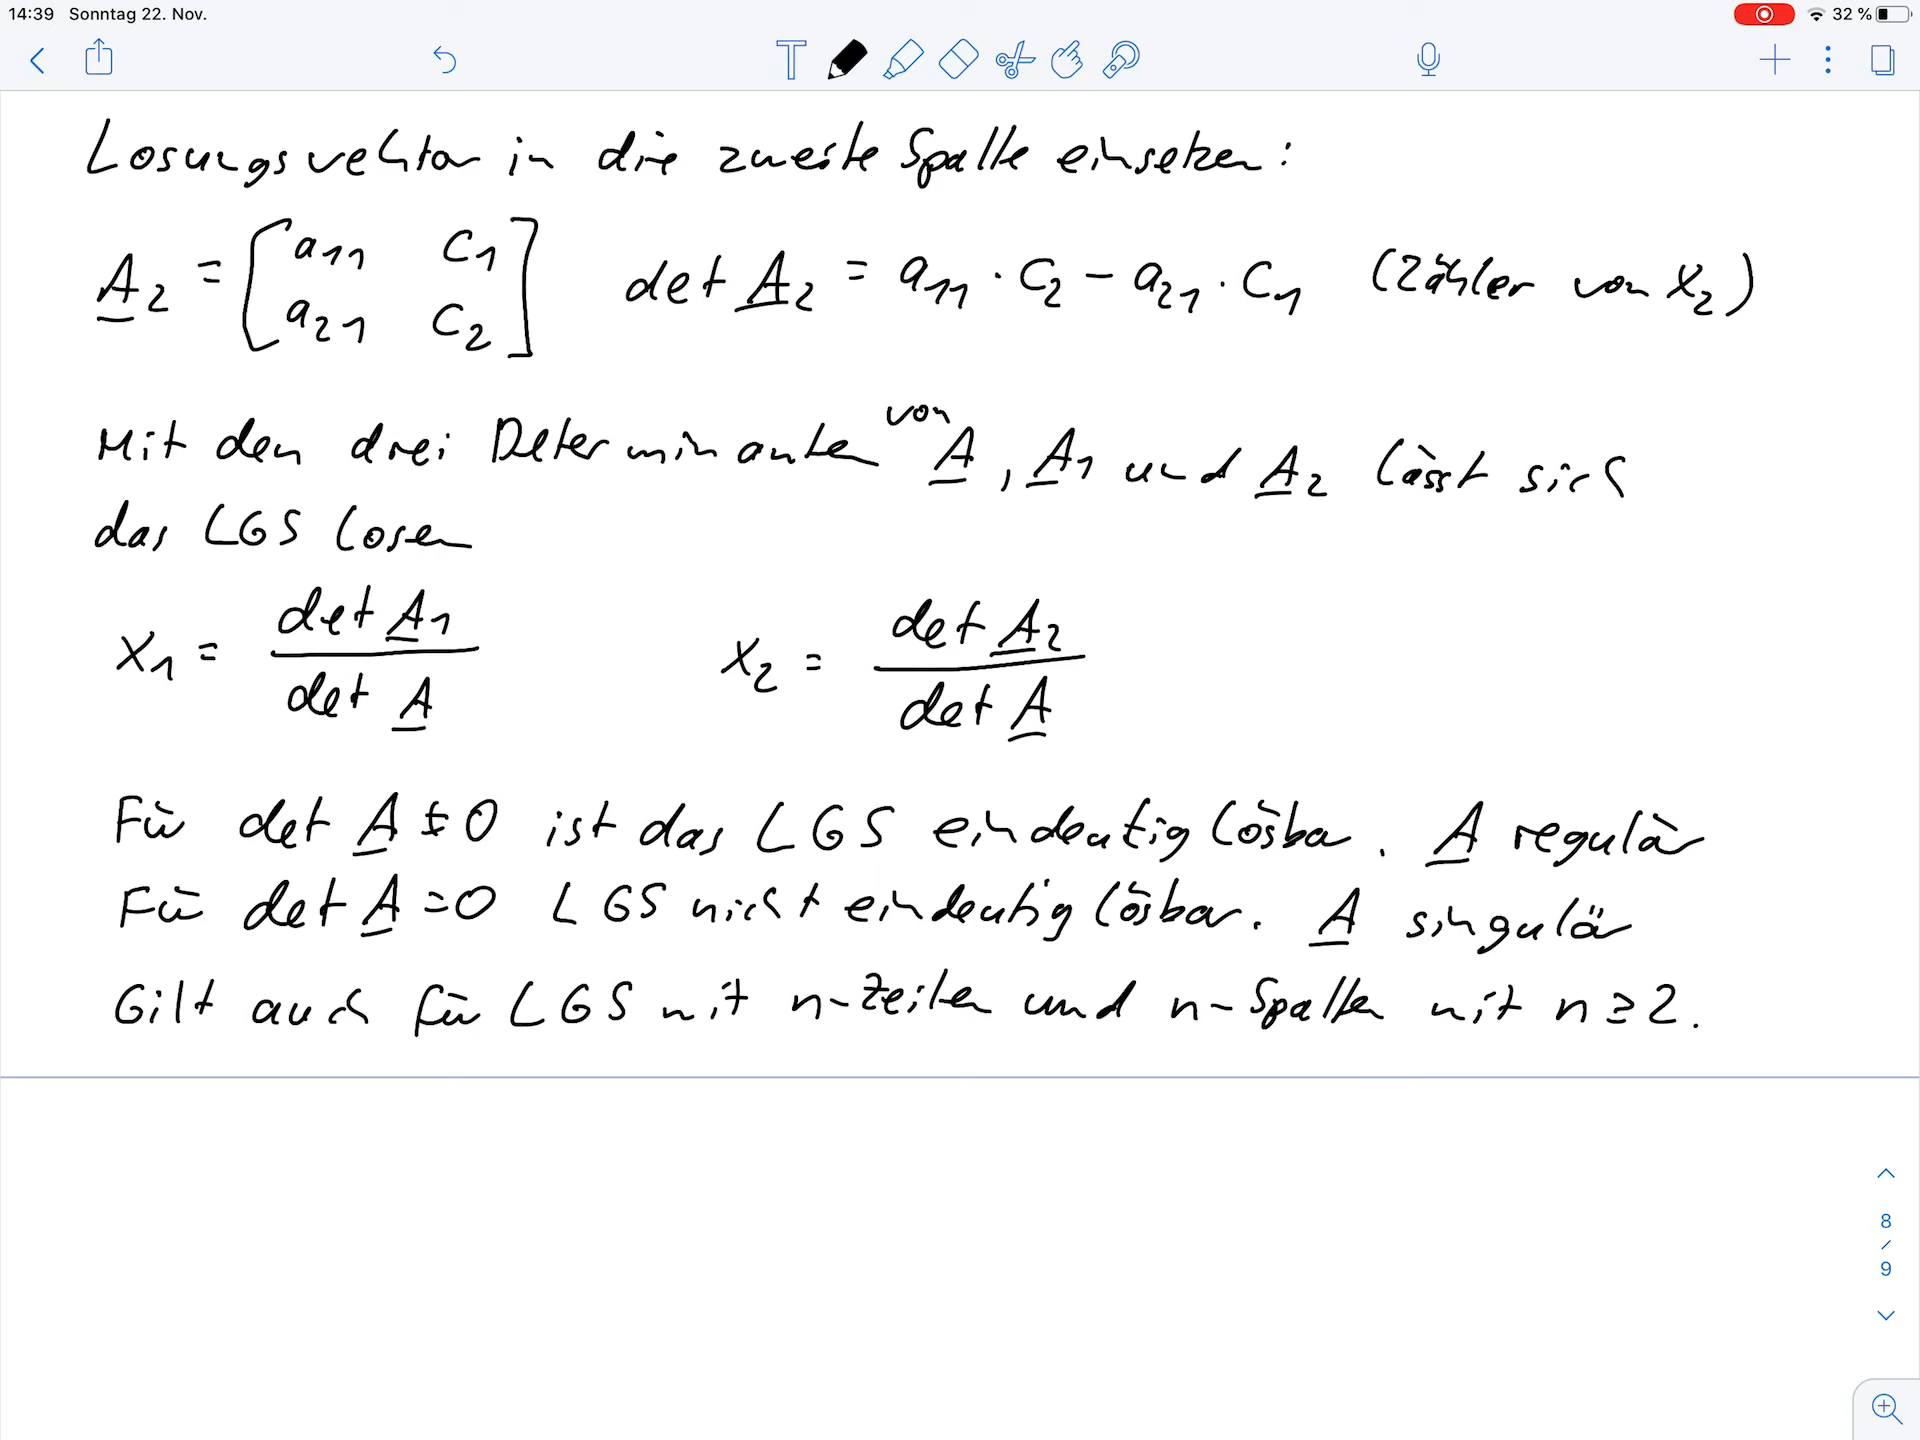 14:39 Sonntag 22. Nov. 32 %
Losungsvektor in die zweite Spalte einsetzen:
A2 = [a11 c1
a21 c2] det A2 = a11 · c2 − a21 · c1 (Zähler von x2)
Mit den drei Determinanten von A, A1 und A2 lässt sich
das LGS losen
x1 = det A1 / det A x2 = det A2 / det A
Für det A ≠ 0 ist das LGS eindeutig lösbar. A regulär
Für det A = 0 LGS nicht eindeutig lösbar. A singulär
Gilt auch für LGS mit n-Zeilen und n-Spalten mit n ≥ 2.
8
/
9